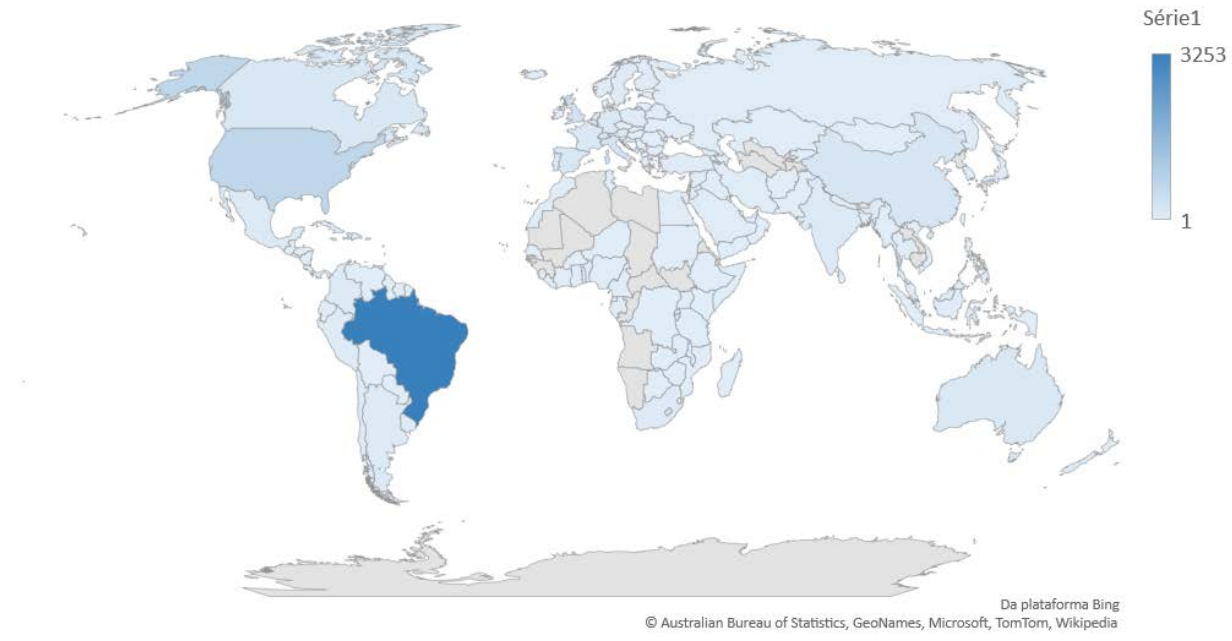 Série1
3253
1
Da plataforma Bing
© Australian Bureau of Statistics, GeoNames, Microsoft, TomTom, Wikipedia